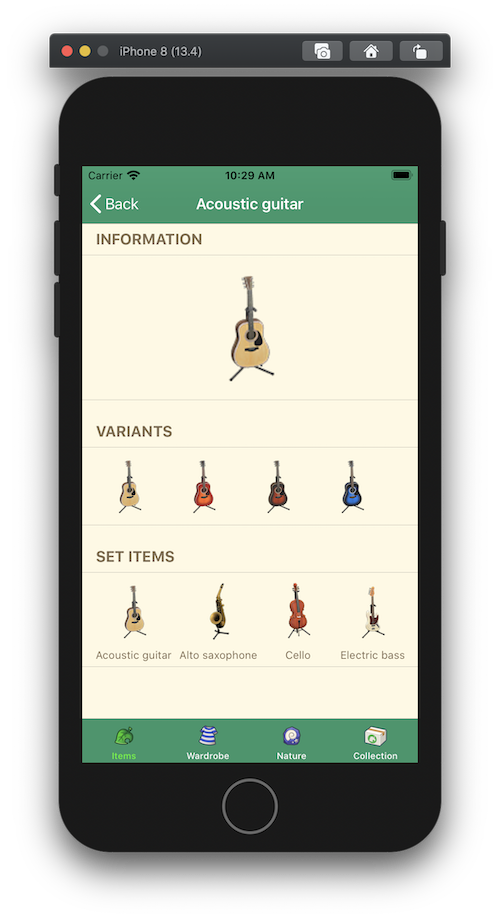 iPhone 8 (13.4)
Carrier 10:29 AM
Back Acoustic guitar
INFORMATION
VARIANTS
SET ITEMS
Acoustic guitar Alto saxophone Cello Electric bass
Items Wardrobe Nature Collection